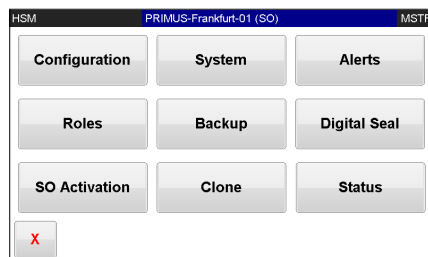 HSM PRIMUS-Frankfurt-01 (SO)
Configuration System Alerts
Roles Backup Digital Seal
SO Activation Clone Status
X